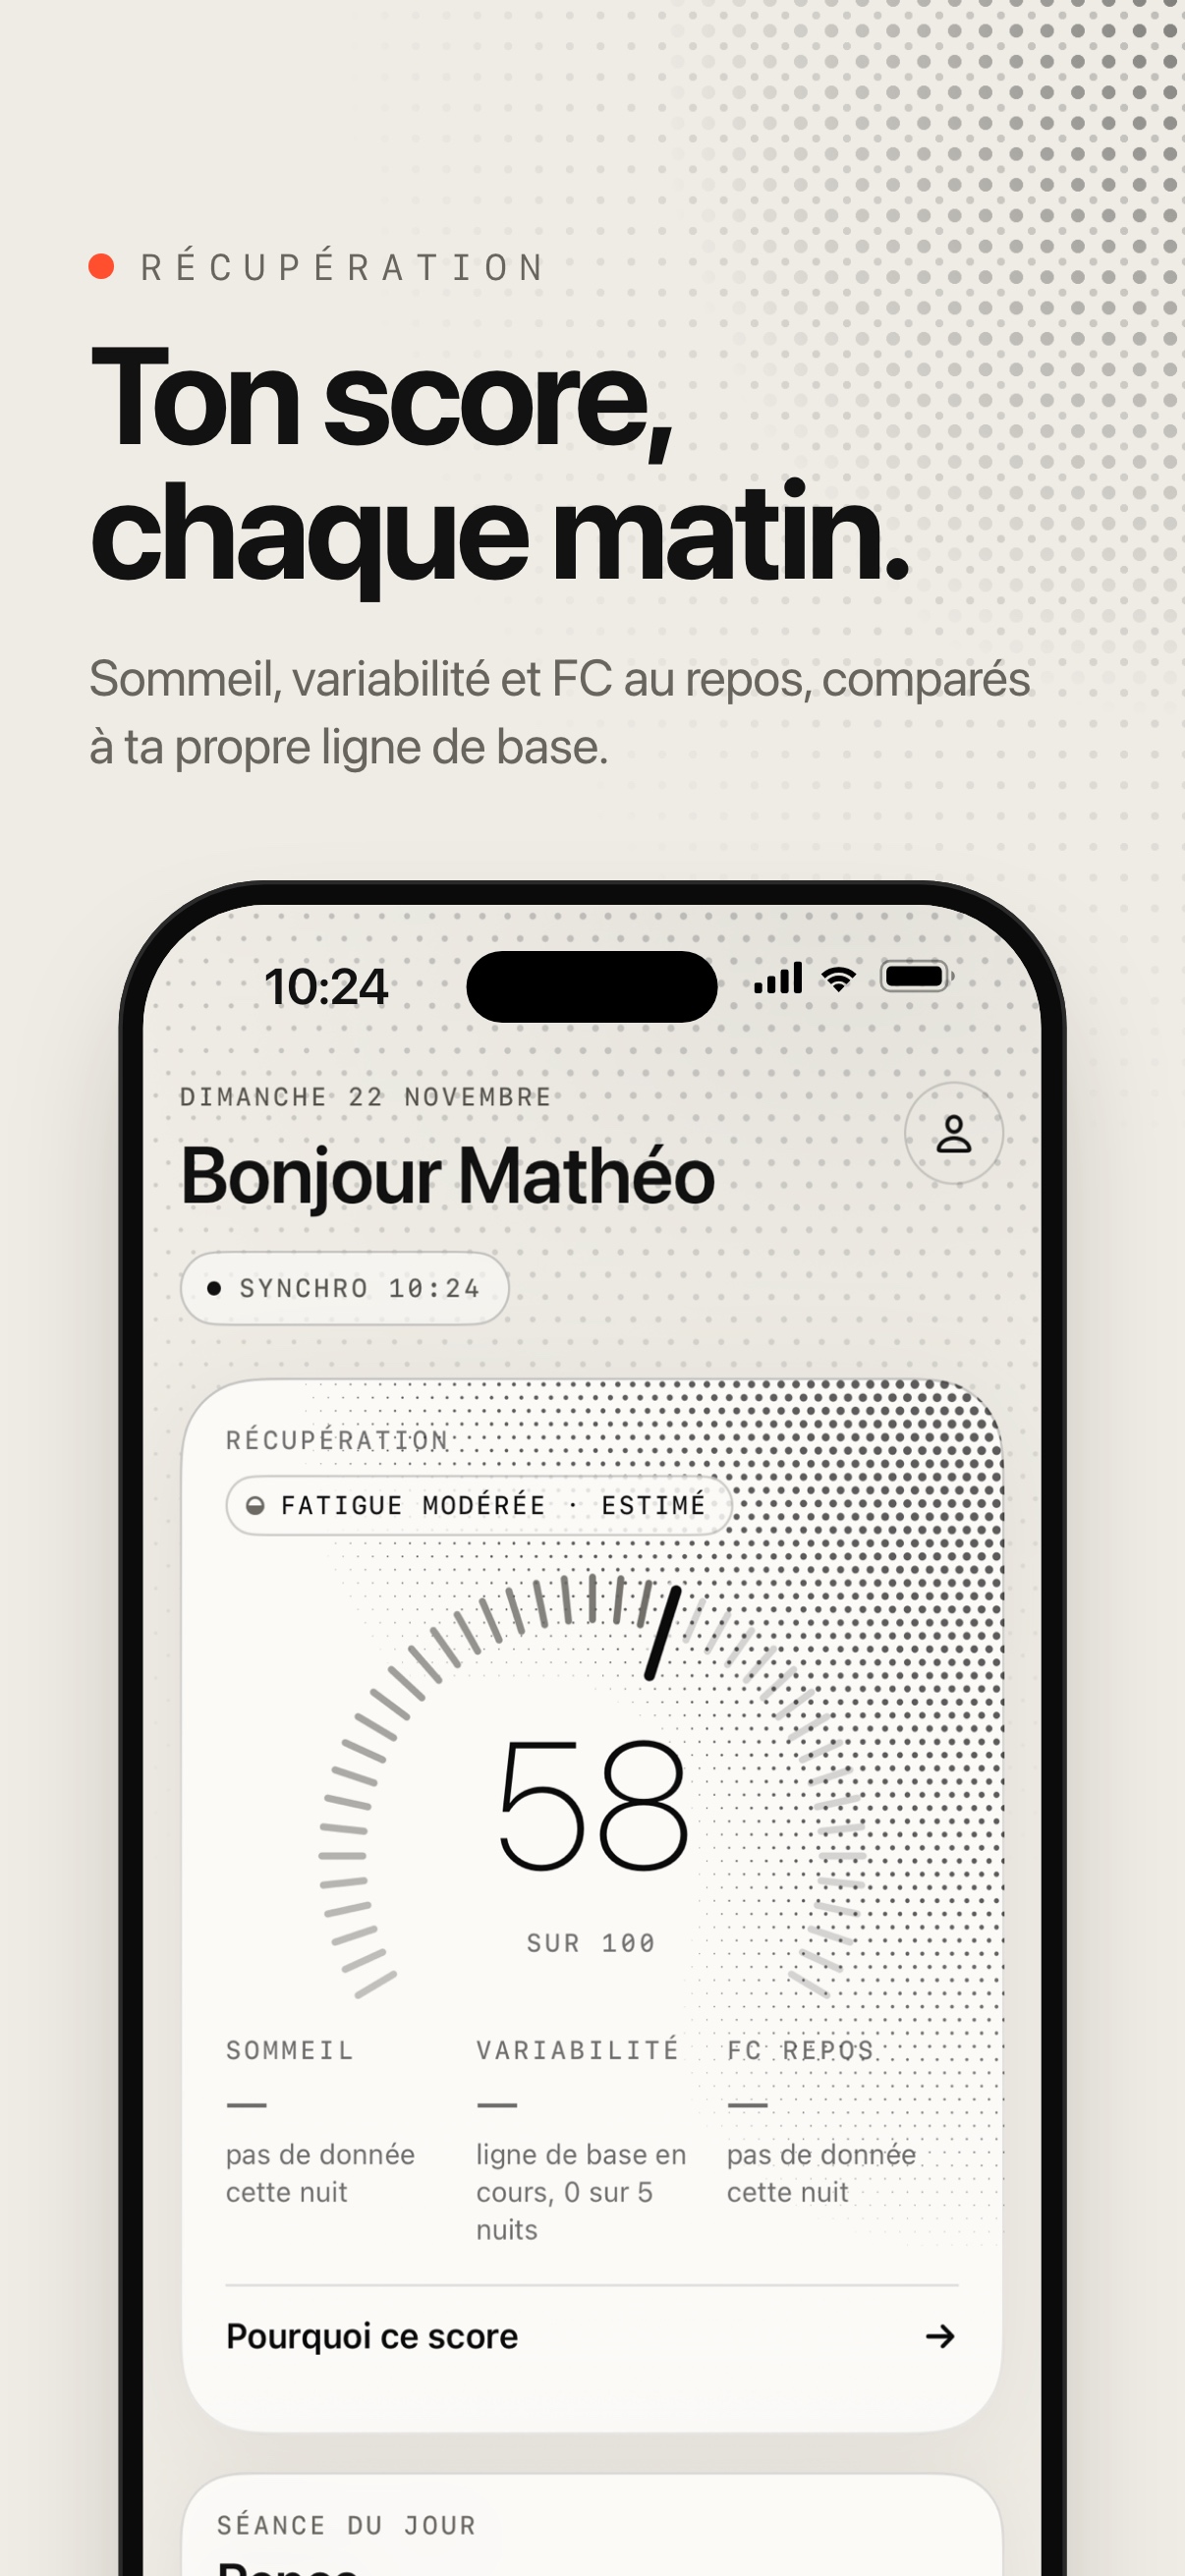 RÉCUPÉRATION
Ton score,
chaque matin.
Sommeil, variabilité et FC au repos, comparés
à ta propre ligne de base.
10:24
DIMANCHE 22 NOVEMBRE
Bonjour Mathéo
SYNCHRO 10:24
RÉCUPÉRATION
FATIGUE MODÉRÉE · ESTIMÉ
58
SUR 100
SOMMEIL
—
pas de donnée
cette nuit
VARIABILITÉ
—
ligne de base en
cours, 0 sur 5
nuits
FC REPOS
—
pas de donnée
cette nuit
Pourquoi ce score →
SÉANCE DU JOUR